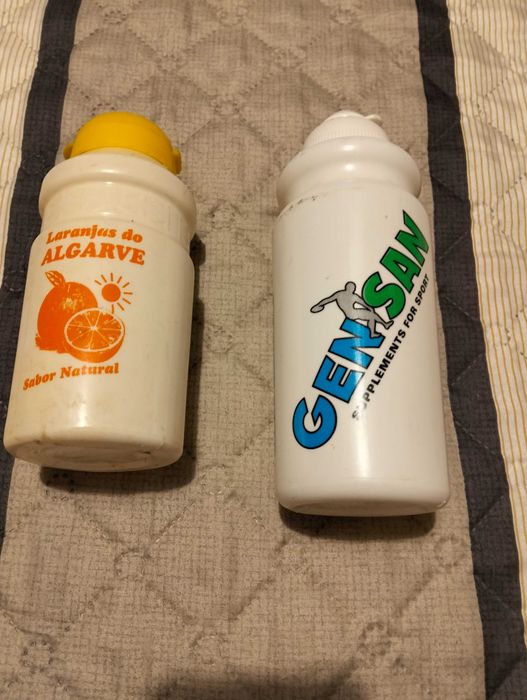 Laranjas do
ALGARVE
Sabor Natural
GENSAN
SUPPLEMENTS FOR SPORT